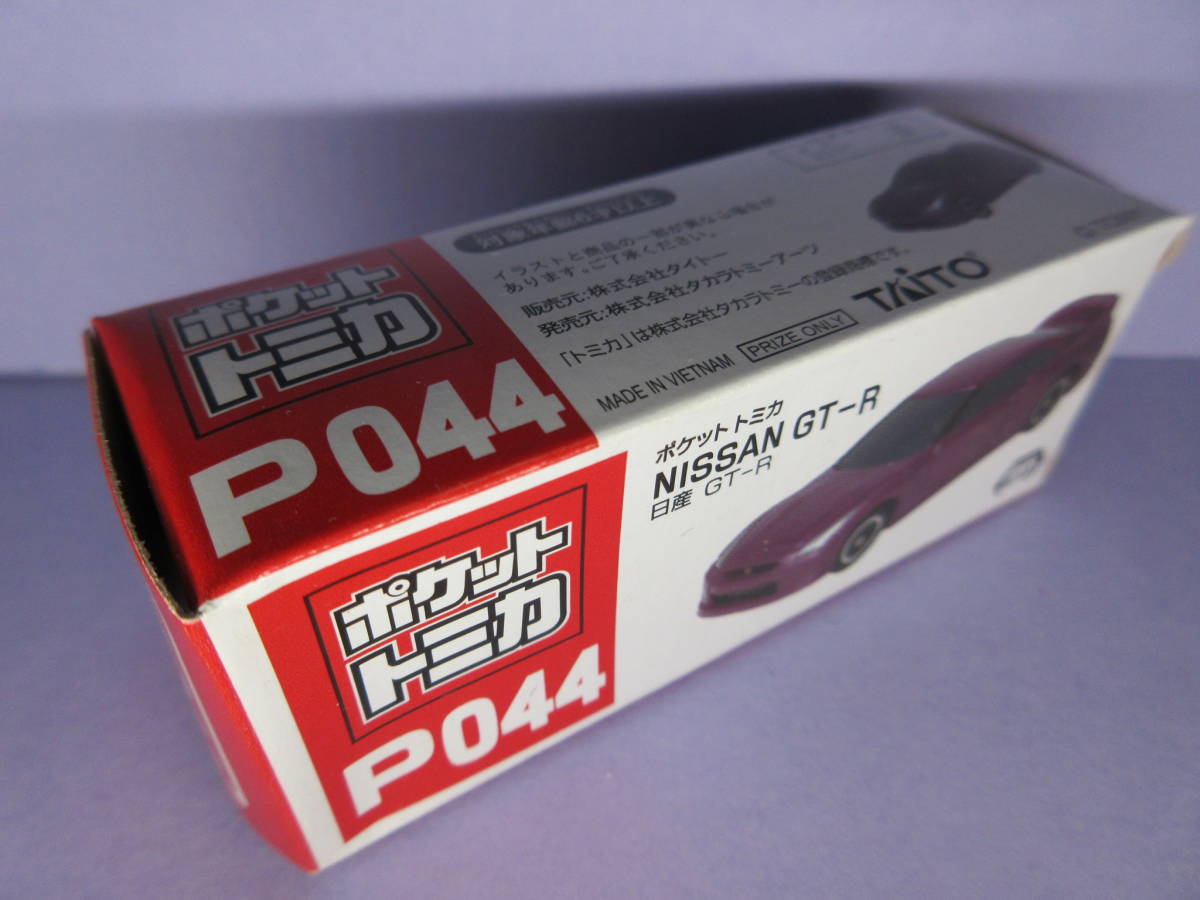 ポケット
トミカ
P044
対象年齢6才以上
イラストと商品の一部が異なる場合が
あります。ご了承ください。
販売元:株式会社タイトー
発売元:株式会社タカラトミーアーツ
「トミカ」は株式会社タカラトミーの登録商標です。
MADE IN VIETNAM PRIZE ONLY
TAITO®
ポケット トミカ
NISSAN GT-R
日産 GT-R
ポケット
トミカ
P044